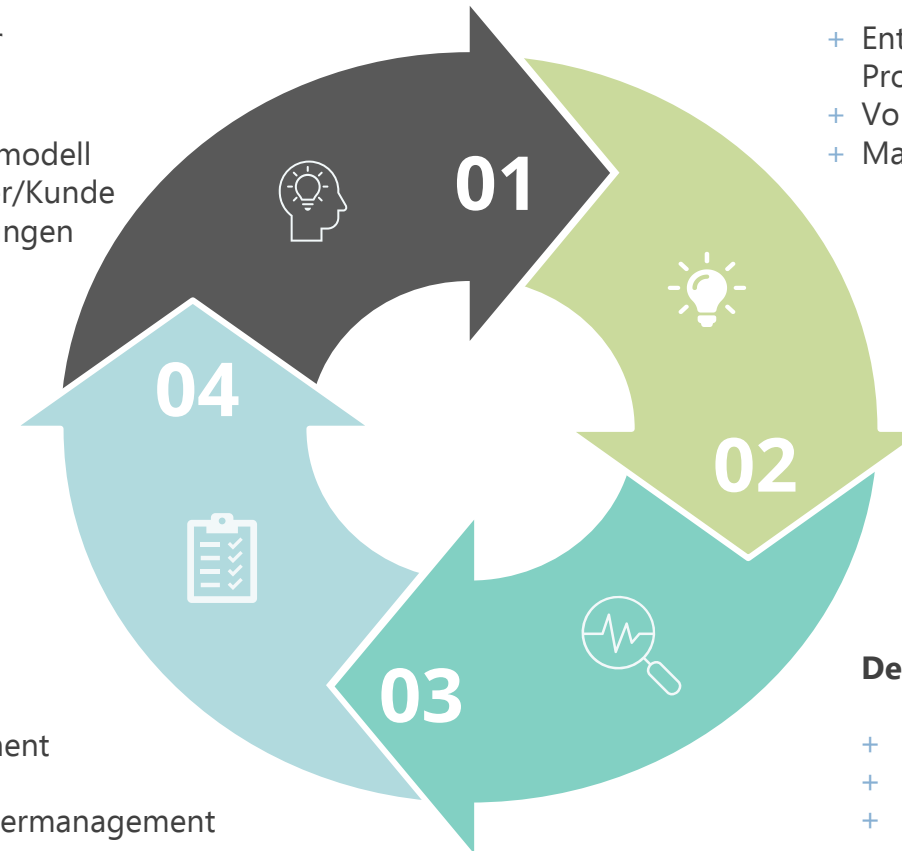 modell
r/Kunde
ngen
01
+ Ent
Pro
+ Vo
+ Ma
04
02
03
De
+
+
+
nent
ermanagement